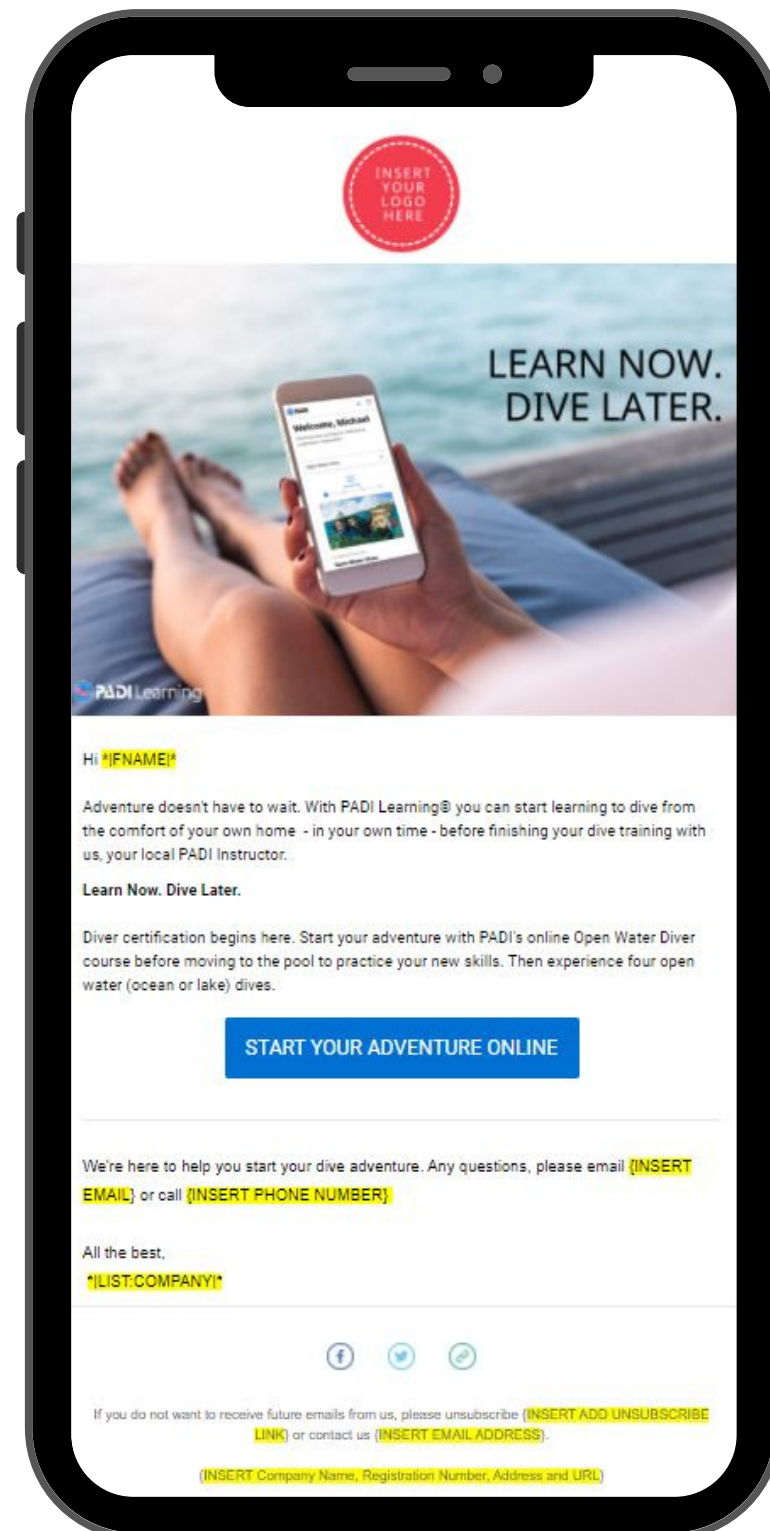 INSERT
YOUR
LOGO
HERE
LEARN NOW.
DIVE LATER.
PADI
Welcome, Michael
PADI Learning
Hi *|FNAME|*
Adventure doesn't have to wait. With PADI Learning® you can start learning to dive from
the comfort of your own home - in your own time - before finishing your dive training with
us, your local PADI Instructor.
Learn Now. Dive Later.
Diver certification begins here. Start your adventure with PADI's online Open Water Diver
course before moving to the pool to practice your new skills. Then experience four open
water (ocean or lake) dives.
START YOUR ADVENTURE ONLINE
We're here to help you start your dive adventure. Any questions, please email {INSERT
EMAIL} or call {INSERT PHONE NUMBER}
All the best,
*|LIST:COMPANY|*
If you do not want to receive future emails from us, please unsubscribe {INSERT ADD UNSUBSCRIBE
LINK} or contact us {INSERT EMAIL ADDRESS}.
{INSERT Company Name, Registration Number, Address and URL}